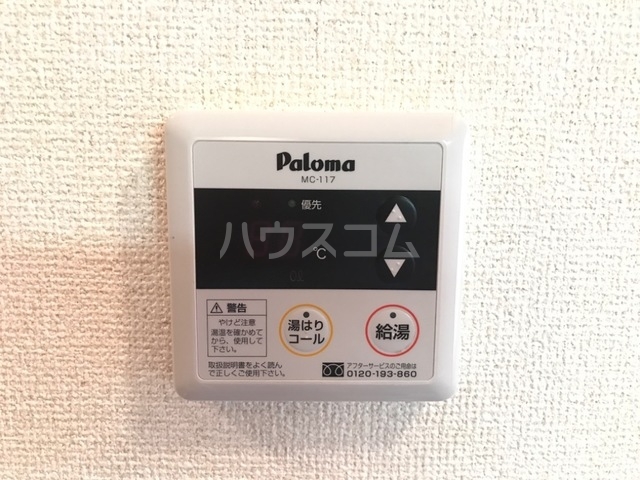 Paloma
MC-117
優先
ハウスコム
℃
警告
やけど注意
湯温を確かめて
から、使用して
下さい。
取扱説明書をよく読ん
で正しくご使用下さい。
湯はり
コール
給湯
アフターサービスのご用命は
0120-193-860